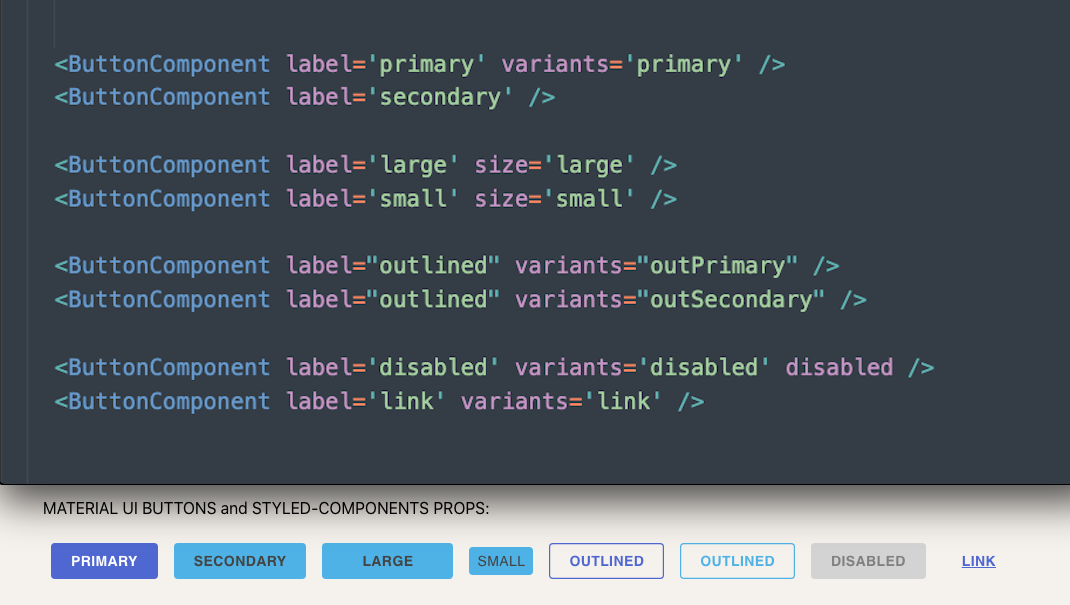 <ButtonComponent label='primary' variants='primary' />
<ButtonComponent label='secondary' />
<ButtonComponent label='large' size='large' />
<ButtonComponent label='small' size='small' />
<ButtonComponent label="outlined" variants="outPrimary" />
<ButtonComponent label="outlined" variants="outSecondary" />
<ButtonComponent label='disabled' variants='disabled' disabled />
<ButtonComponent label='link' variants='link' />
MATERIAL UI BUTTONS and STYLED-COMPONENTS PROPS:
PRIMARY SECONDARY LARGE SMALL OUTLINED OUTLINED DISABLED LINK